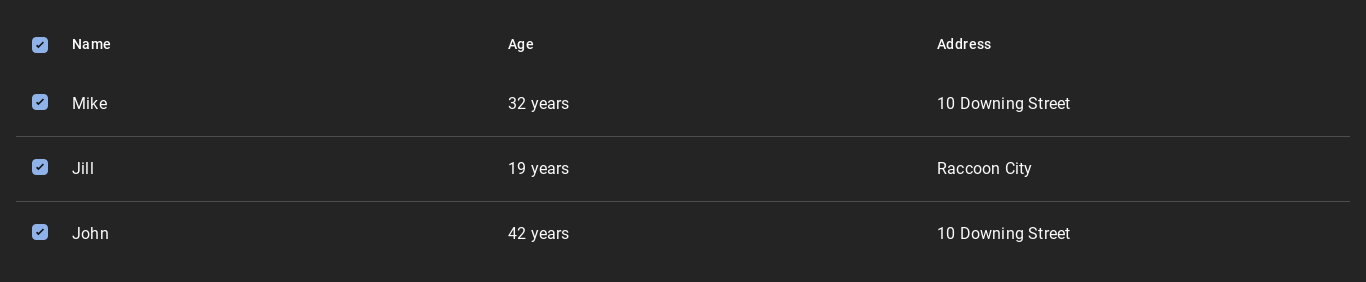 Name Age Address
Mike 32 years 10 Downing Street
Jill 19 years Raccoon City
John 42 years 10 Downing Street